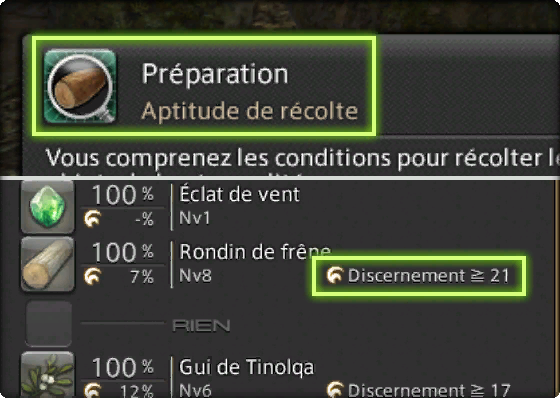 Préparation
Aptitude de récolte
Vous comprenez les conditions pour récolter
100 % Éclat de vent
-% Nv1
100 % Rondin de frêne
7% Nv8 Discernement ≧ 21
RIEN
100 % Gui de Tinolqa
12% Nv6 Discernement ≧ 17